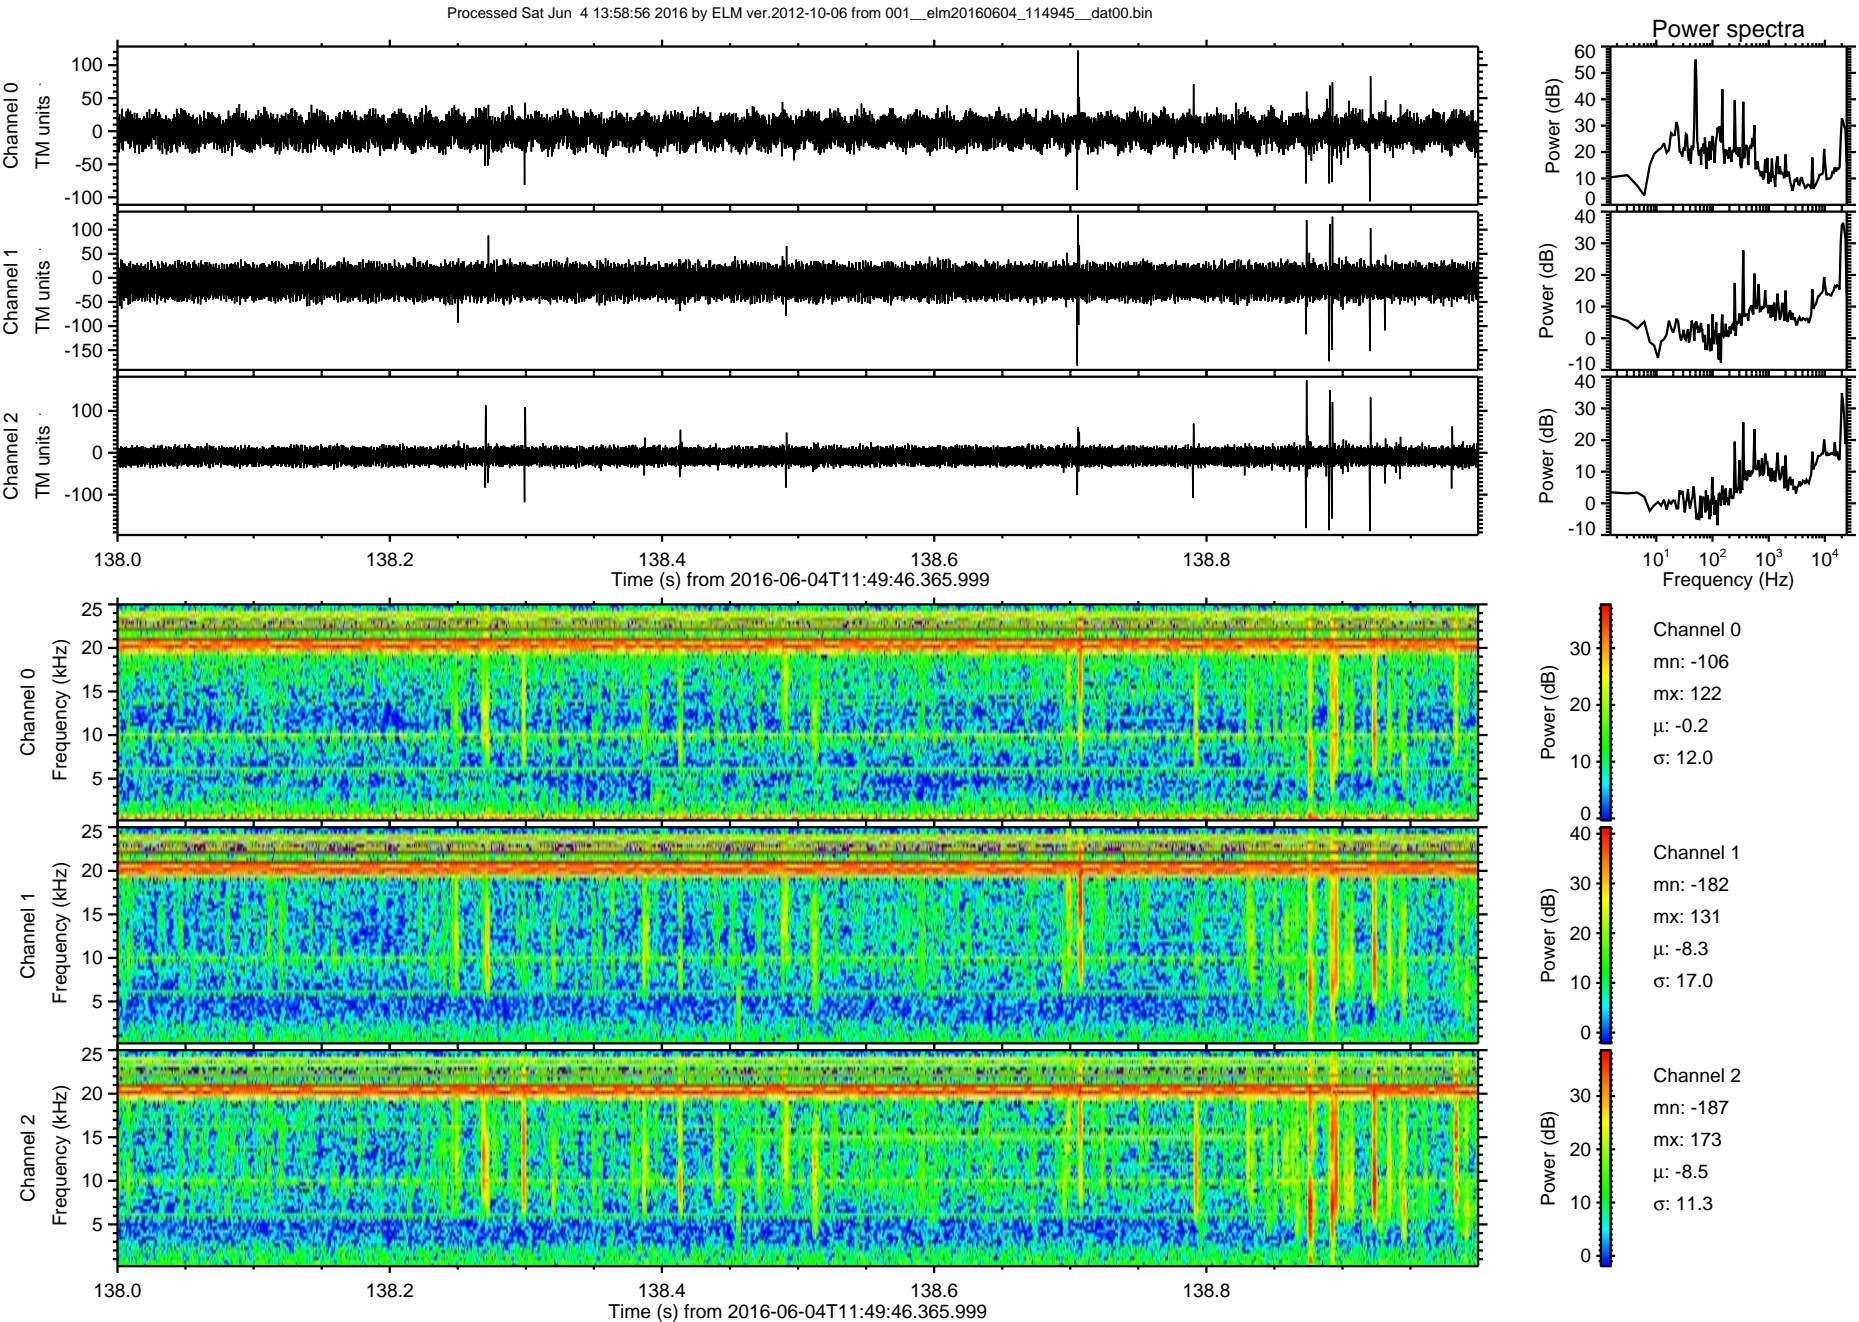 Processed Sat Jun  4 13:58:56 2016 by ELM ver.2012-10-06 from 001__elm20160604_114945__dat00.bin
Power spectra
Channel 0
TM units
100
50
0
-50
-100
Power (dB)
60
50
40
30
20
10
0
Channel 1
TM units
100
50
0
-50
-100
-150
Power (dB)
40
30
20
10
0
-10
Channel 2
TM units
100
0
-100
Power (dB)
40
30
20
10
0
-10
138.0 138.2 138.4 138.6 138.8
Time (s) from 2016-06-04T11:49:46.365.999
10^1 10^2 10^3 10^4
Frequency (Hz)
Channel 0
Frequency (kHz)
25
20
15
10
5
Power (dB)
30
20
10
0
Channel 0
mn: -106
mx: 122
μ: -0.2
σ: 12.0
Channel 1
Frequency (kHz)
25
20
15
10
5
Power (dB)
40
30
20
10
0
Channel 1
mn: -182
mx: 131
μ: -8.3
σ: 17.0
Channel 2
Frequency (kHz)
25
20
15
10
5
Power (dB)
30
20
10
0
Channel 2
mn: -187
mx: 173
μ: -8.5
σ: 11.3
138.0 138.2 138.4 138.6 138.8
Time (s) from 2016-06-04T11:49:46.365.999